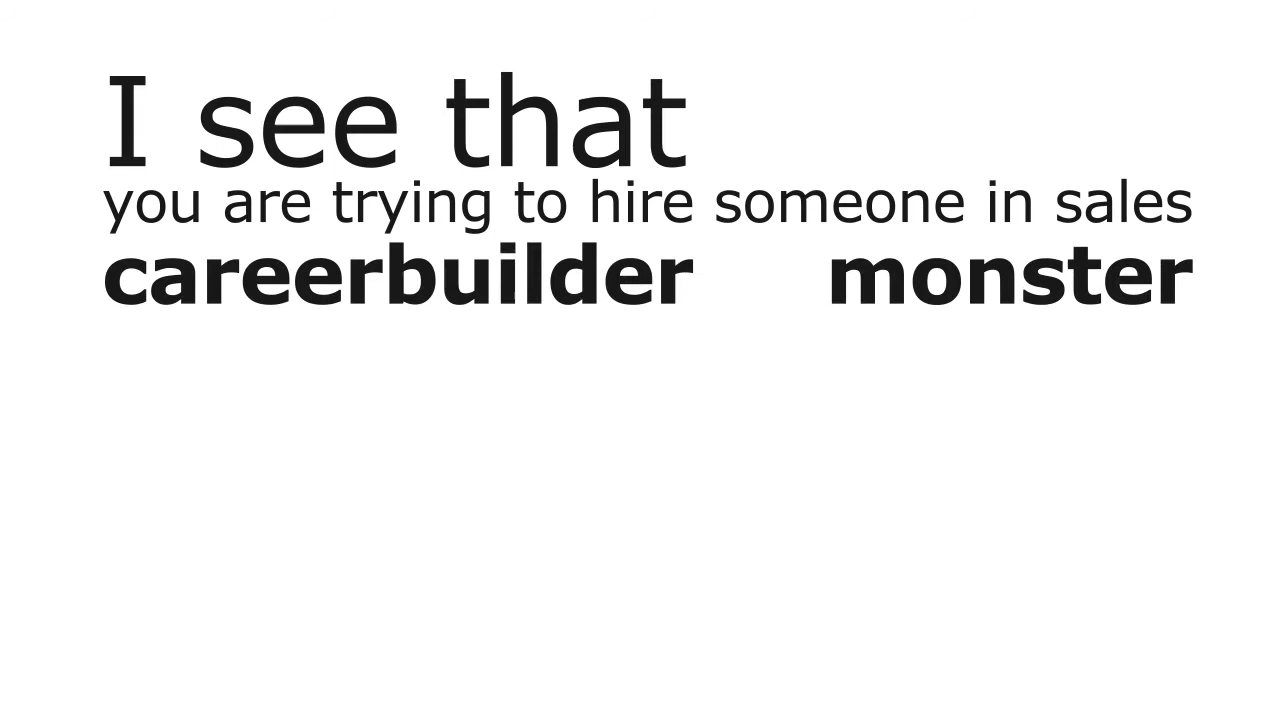 I see that
you are trying to hire someone in sales
careerbuilder monster